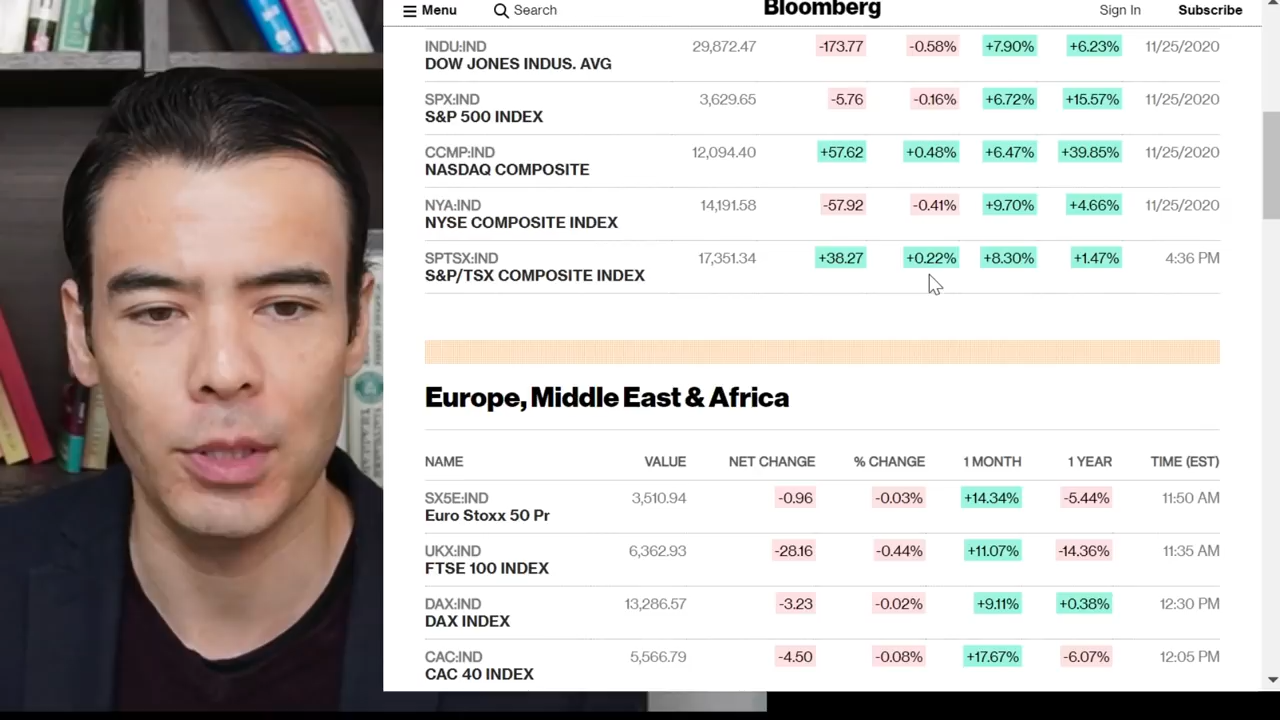 Menu Search Bloomberg Sign In Subscribe
INDU:IND 29,872.47 -173.77 -0.58% +7.90% +6.23% 11/25/2020
DOW JONES INDUS. AVG
SPX:IND 3,629.65 -5.76 -0.16% +6.72% +15.57% 11/25/2020
S&P 500 INDEX
CCMP:IND 12,094.40 +57.62 +0.48% +6.47% +39.85% 11/25/2020
NASDAQ COMPOSITE
NYA:IND 14,191.58 -57.92 -0.41% +9.70% +4.66% 11/25/2020
NYSE COMPOSITE INDEX
SPTSX:IND 17,351.34 +38.27 +0.22% +8.30% +1.47% 4:36 PM
S&P/TSX COMPOSITE INDEX
Europe, Middle East & Africa
NAME VALUE NET CHANGE % CHANGE 1 MONTH 1 YEAR TIME (EST)
SX5E:IND 3,510.94 -0.96 -0.03% +14.34% -5.44% 11:50 AM
Euro Stoxx 50 Pr
UKX:IND 6,362.93 -28.16 -0.44% +11.07% -14.36% 11:35 AM
FTSE 100 INDEX
DAX:IND 13,286.57 -3.23 -0.02% +9.11% +0.38% 12:30 PM
DAX INDEX
CAC:IND 5,566.79 -4.50 -0.08% +17.67% -6.07% 12:05 PM
CAC 40 INDEX